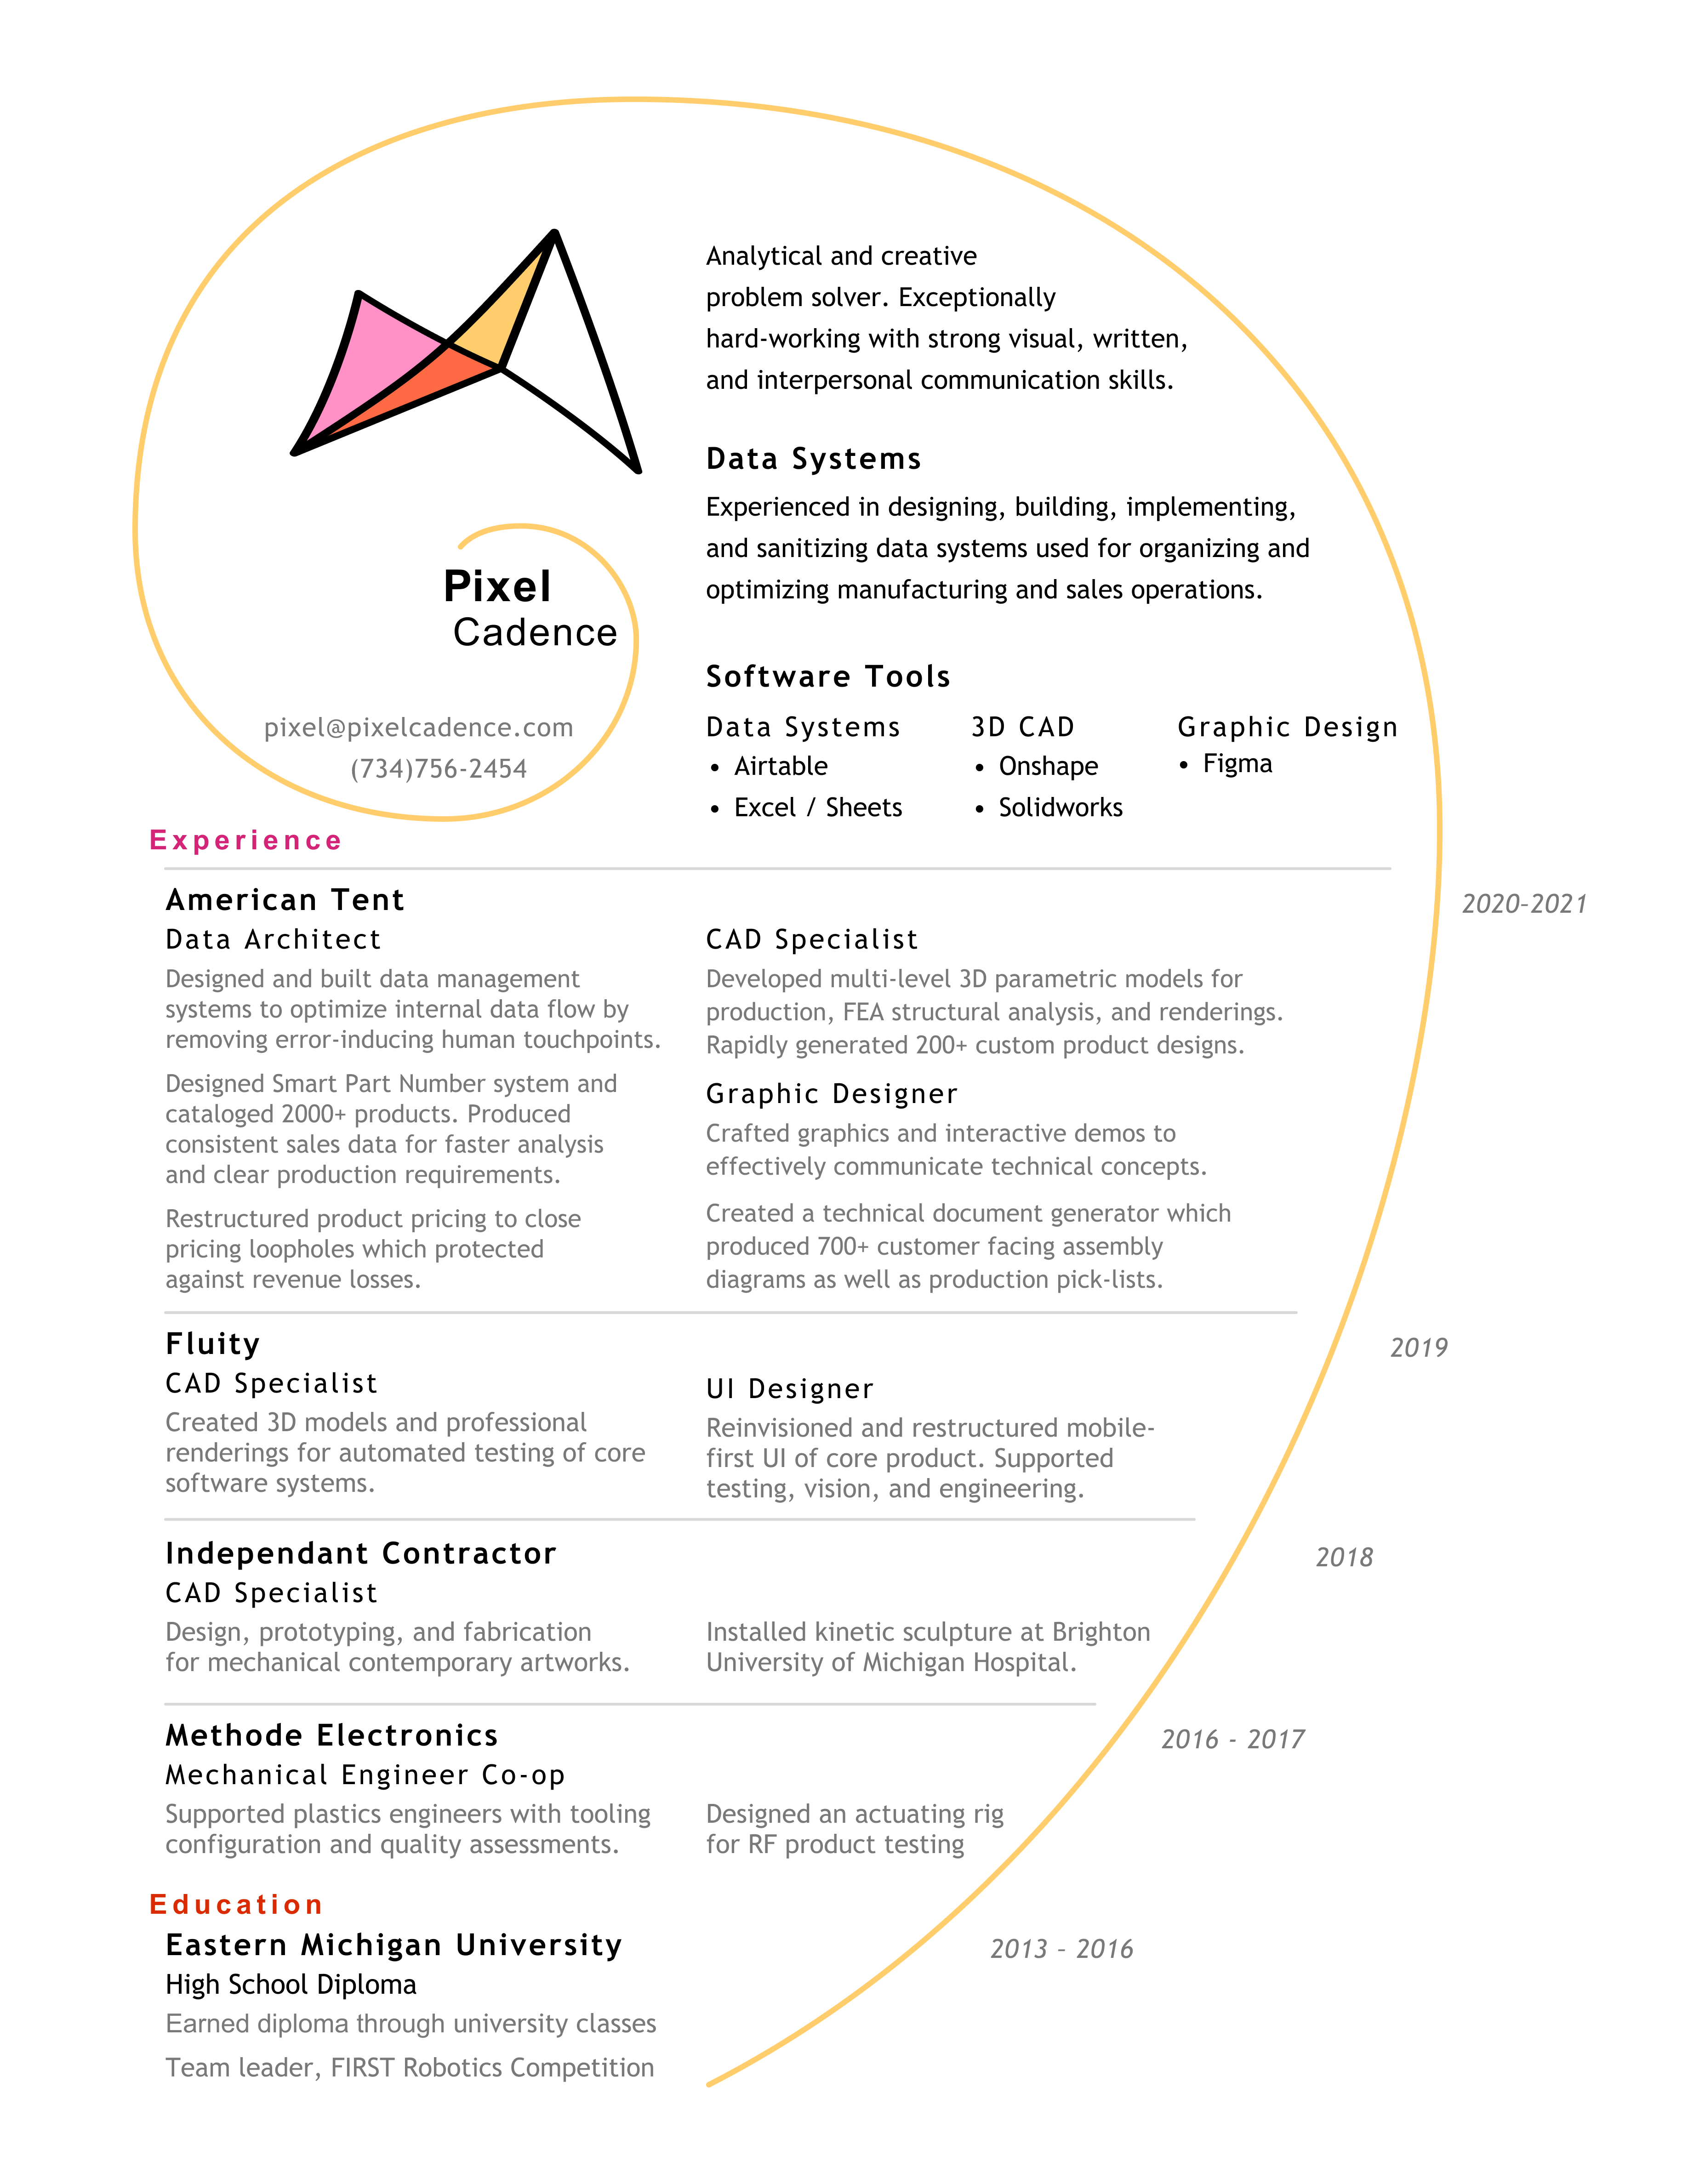 Analytical and creative
problem solver. Exceptionally
hard-working with strong visual, written,
and interpersonal communication skills.
Data Systems
Experienced in designing, building, implementing,
and sanitizing data systems used for organizing and
optimizing manufacturing and sales operations.
Pixel
Cadence
pixel@pixelcadence.com
(734)756-2454
Software Tools
Data Systems
• Airtable
• Excel / Sheets
3D CAD
• Onshape
• Solidworks
Graphic Design
• Figma
Experience
American Tent
2020-2021
Data Architect
Designed and built data management
systems to optimize internal data flow by
removing error-inducing human touchpoints.
Designed Smart Part Number system and
cataloged 2000+ products. Produced
consistent sales data for faster analysis
and clear production requirements.
Restructured product pricing to close
pricing loopholes which protected
against revenue losses.
CAD Specialist
Developed multi-level 3D parametric models for
production, FEA structural analysis, and renderings.
Rapidly generated 200+ custom product designs.
Graphic Designer
Crafted graphics and interactive demos to
effectively communicate technical concepts.
Created a technical document generator which
produced 700+ customer facing assembly
diagrams as well as production pick-lists.
Fluity
2019
CAD Specialist
Created 3D models and professional
renderings for automated testing of core
software systems.
UI Designer
Reinvisioned and restructured mobile-
first UI of core product. Supported
testing, vision, and engineering.
Independant Contractor
2018
CAD Specialist
Design, prototyping, and fabrication
for mechanical contemporary artworks.
Installed kinetic sculpture at Brighton
University of Michigan Hospital.
Methode Electronics
2016 - 2017
Mechanical Engineer Co-op
Supported plastics engineers with tooling
configuration and quality assessments.
Designed an actuating rig
for RF product testing
Education
Eastern Michigan University
2013 – 2016
High School Diploma
Earned diploma through university classes
Team leader, FIRST Robotics Competition